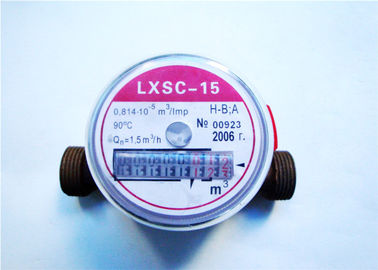 LXSC-15
0,814·10⁻⁵ m³/Imp
H-B;A
90°C
№ 00923
Qn=1,5m³/h
2006 г.
m³